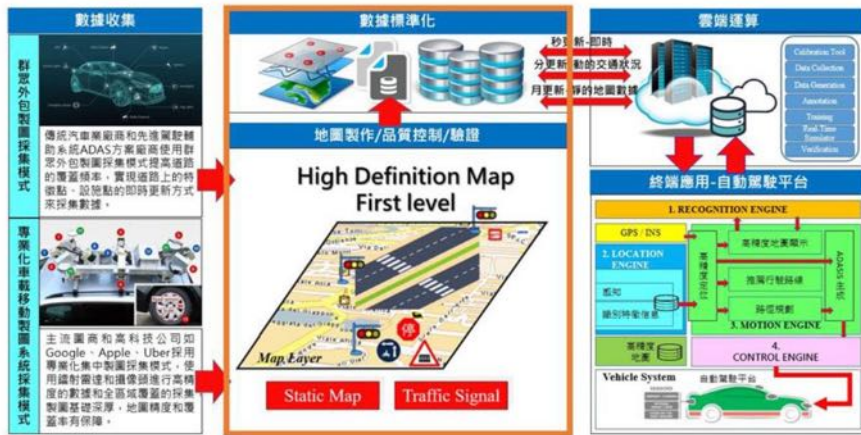 數據收集
群眾外包製圖採集模式
傳統汽車業廠商和先進駕駛輔
助系統ADAS方案廠商使用群
眾外包製圖採集模式提高道路
的覆蓋頻率，實現道路上的特
徵點、設施點的即時更新方式
來採集數據。
專業化車載移動製圖系統採集模式
主流圖商和高科技公司如
Google、Apple、Uber採用
專業化集中製圖採集模式，使
用鐳射雷達和攝像頭進行高精
度的數據和全區域覆蓋的採集
製圖基礎深厚，地圖精度和覆
蓋率有保障。
數據標準化
秒更新-即時
分更新-動的交通狀況
月更新-靜的地圖數據
地圖製作/品質控制/驗證
High Definition Map
First level
停
Map Layer
Static Map
Traffic Signal
雲端運算
Calibration Tool
Data Collection
Data Generation
Annotation
Training
Real-Time
Simulator
Verification
終端應用-自動駕駛平台
1. RECOGNITION ENGINE
GPS / INS
2. LOCATION
ENGINE
感知
識別特徵信息
高精度定位
高精度地圖顯示
推薦行駛路線
路徑規劃
3. MOTION ENGINE
高精度
地圖
4.
CONTROL ENGINE
Vehicle System
自動駕駛平台